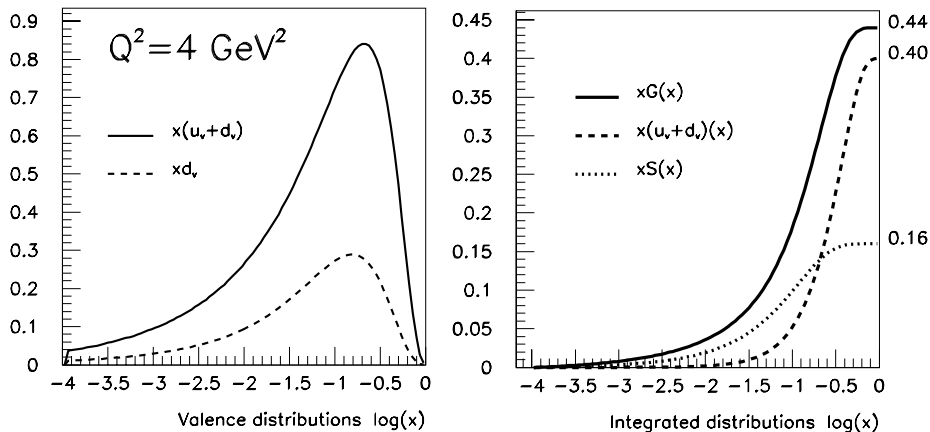 Q²=4 GeV²
x(uᵥ+dᵥ)
xdᵥ
0.9
0.8
0.7
0.6
0.5
0.4
0.3
0.2
0.1
0
-4 -3.5 -3 -2.5 -2 -1.5 -1 -0.5 0
Valence distributions log(x)
xG(x)
x(uᵥ+dᵥ)(x)
xS(x)
0.45
0.4
0.35
0.3
0.25
0.2
0.15
0.1
0.05
0
0.44
0.40
0.16
-4 -3.5 -3 -2.5 -2 -1.5 -1 -0.5 0
Integrated distributions log(x)